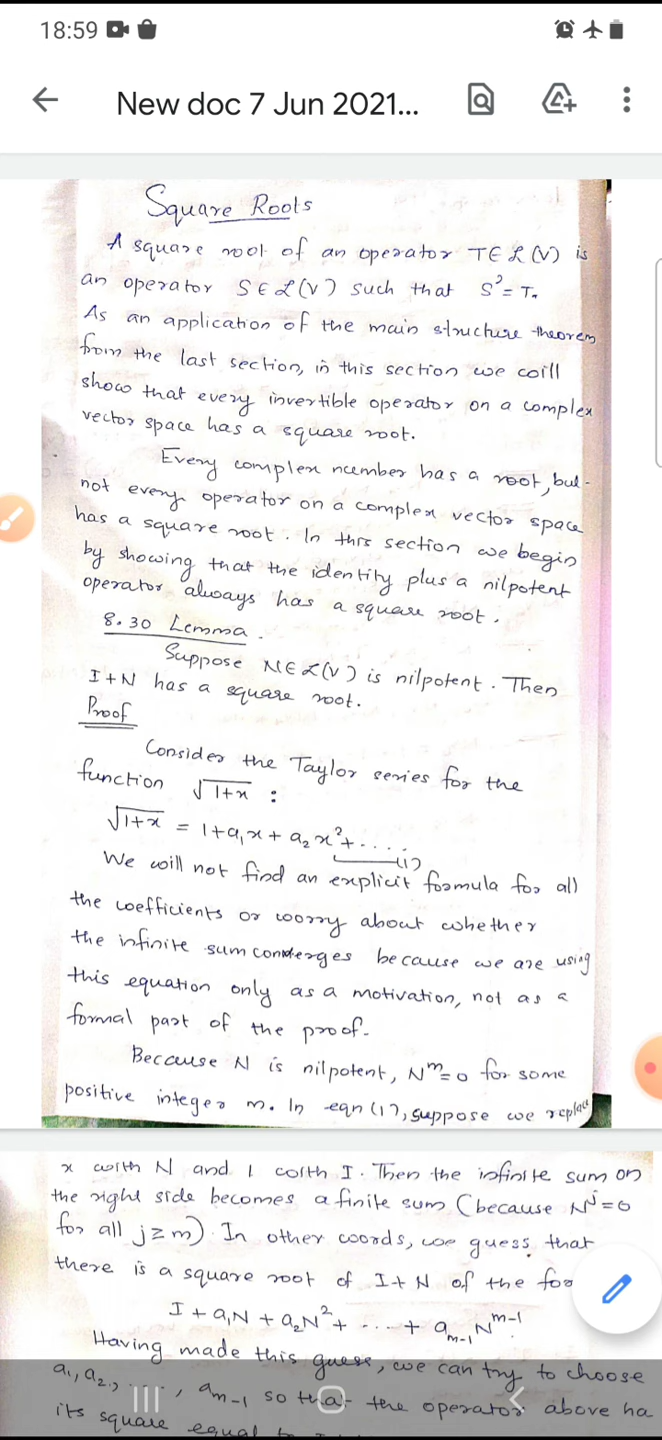 18:59
New doc 7 Jun 2021...
Square Roots
A square root of an operator T∈ℒ(V) is
an operator S∈ℒ(V) such that S²=T.
As an application of the main structure theorem
from the last section, in this section we will
show that every invertible operator on a complex
vector space has a square root.
Every complex number has a root, but
not every operator on a complex vector space
has a square root. In this section we begin
by showing that the identity plus a nilpotent
operator always has a square root.
8.30 Lemma.
Suppose N∈ℒ(V) is nilpotent. Then
I+N has a square root.
Proof
Consider the Taylor series for the
function √1+x :
√1+x = 1+a₁x+a₂x²+.... (1)
We will not find an explicit formula for all
the coefficients or worry about whether
the infinite sum converges because we are using
this equation only as a motivation, not as a
formal part of the proof.
Because N is nilpotent, Nᵐ=0 for some
positive integer m. In eqn (1), suppose we replace
x with N and 1 with I. Then the infinite sum on
the right side becomes a finite sum (because Nʲ=0
for all j≥m). In other words, we guess that
there is a square root of I+N of the
I+a₁N+a₂N²+...+aₘ₋₁Nᵐ⁻¹.
Having made this guess, we can try to choose
a₁,a₂,....., aₘ₋₁ so that the operator above ha
its square equal